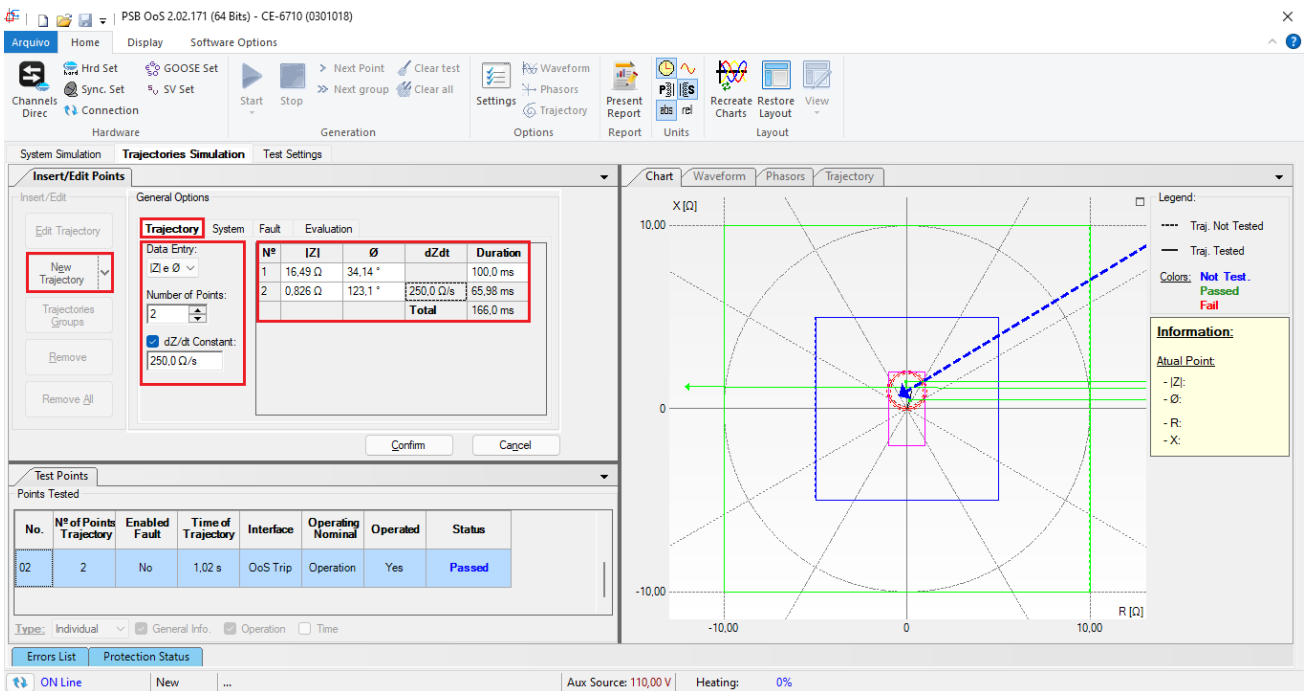 PSB OoS 2.02.171 (64 Bits) - CE-6710 (0301018)
Arquivo Home Display Software Options
Hrd Set GOOSE Set Next Point Clear test Waveform
Sync. Set SV Set Next group Clear all Phasors
Channels Direc Connection Start Stop Settings Trajectory Present Report abs rel Recreate Charts Restore Layout View
Hardware Generation Options Report Units Layout
System Simulation Trajectories Simulation Test Settings
Insert/Edit Points
Insert/Edit General Options
Edit Trajectory
New Trajectory
Trajectories Groups
Remove
Remove All
Trajectory System Fault Evaluation
Data Entry:
|Z| e Ø
Number of Points:
2
dZ/dt Constant:
250,0 Ω/s
Nº |Z| Ø dZdt Duration
1 16,49 Ω 34,14 ° 100,0 ms
2 0,826 Ω 123,1 ° 250,0 Ω/s 65,98 ms
Total 166,0 ms
Confirm Cancel
Test Points
Points Tested
No. Nº of Points Trajectory Enabled Fault Time of Trajectory Interface Operating Nominal Operated Status
02 2 No 1,02 s OoS Trip Operation Yes Passed
Type: Individual General Info. Operation Time
Chart Waveform Phasors Trajectory
X [Ω]
10,00
0
-10,00
R [Ω]
-10,00 0 10,00
Legend:
Traj. Not Tested
Traj. Tested
Colors: Not Test.
Passed
Fail
Information:
Atual Point:
- |Z|:
- Ø:
- R:
- X:
Errors List Protection Status
ON Line New ... Aux Source: 110,00 V Heating: 0%